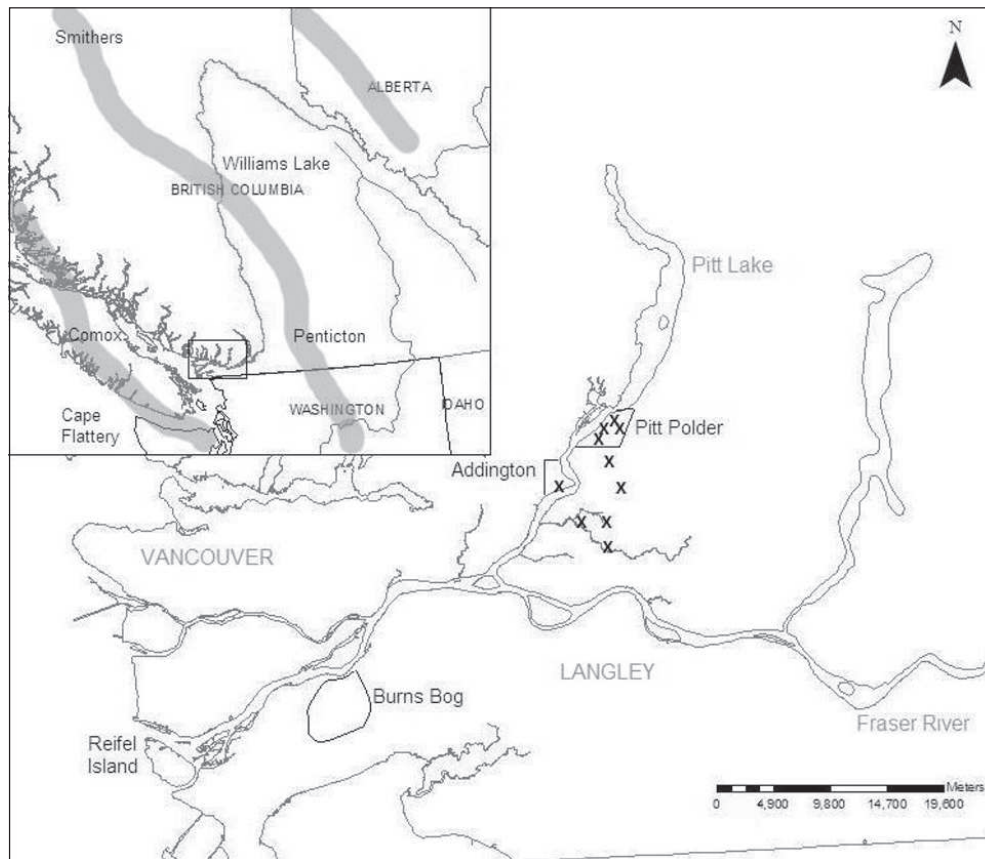 Smithers
ALBERTA
Williams Lake
BRITISH COLUMBIA
Comox
Penticton
WASHINGTON
IDAHO
Cape
Flattery
N
Pitt Lake
X
X X X
X
Pitt Polder
X
Addington
X
X
X X
X
VANCOUVER
LANGLEY
Burns Bog
Fraser River
Reifel
Island
Meters
0 4,900 9,800 14,700 19,600